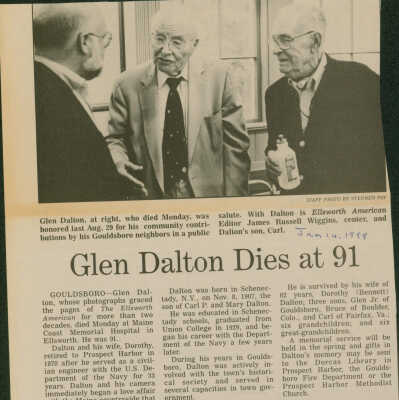 STAFF PHOTO BY STEPHEN FAY
Glen Dalton, at right, who died Monday, was
honored last Aug. 29 for his community contri-
butions by his Gouldsboro neighbors in a public
salute. With Dalton is Ellsworth American
Editor James Russell Wiggins, center, and
Dalton's son, Carl.
Jan 14, 1999
Glen Dalton Dies at 91
GOULDSBORO—Glen Dal-
ton, whose photographs graced
the pages of The Ellsworth
American for more than two
decades, died Monday at Maine
Coast Memorial Hospital in
Ellsworth. He was 91.
Dalton and his wife, Dorothy,
retired to Prospect Harbor in
1970 after he served as a civil-
ian engineer with the U.S. De-
partment of the Navy for 33
years. Dalton and his camera
immediately began a love affair
Dalton was born in Schenec-
tady, N.Y., on Nov. 8, 1907, the
son of Carl P. and Mary Dalton.
He was educated in Schenec-
tady schools, graduated from
Union College in 1929, and be-
gan his career with the Depart-
ment of the Navy a few years
later.
During his years in Goulds-
boro, Dalton was actively in-
volved with the town's histori-
cal society and served in
several capacities in town gov-
ernment.
He is survived by his wife of
62 years, Dorothy (Bennett)
Dalton; three sons, Glen Jr. of
Gouldsboro, Bruce of Boulder,
Colo., and Carl of Fairfax, Va.,
six grandchildren, and six
great-grandchildren.
A memorial service will be
held in the spring and gifts in
Dalton's memory may be sent
to the Dorcas Library in
Prospect Harbor, the Goulds-
boro Fire Department or the
Prospect Harbor Methodist
Church.